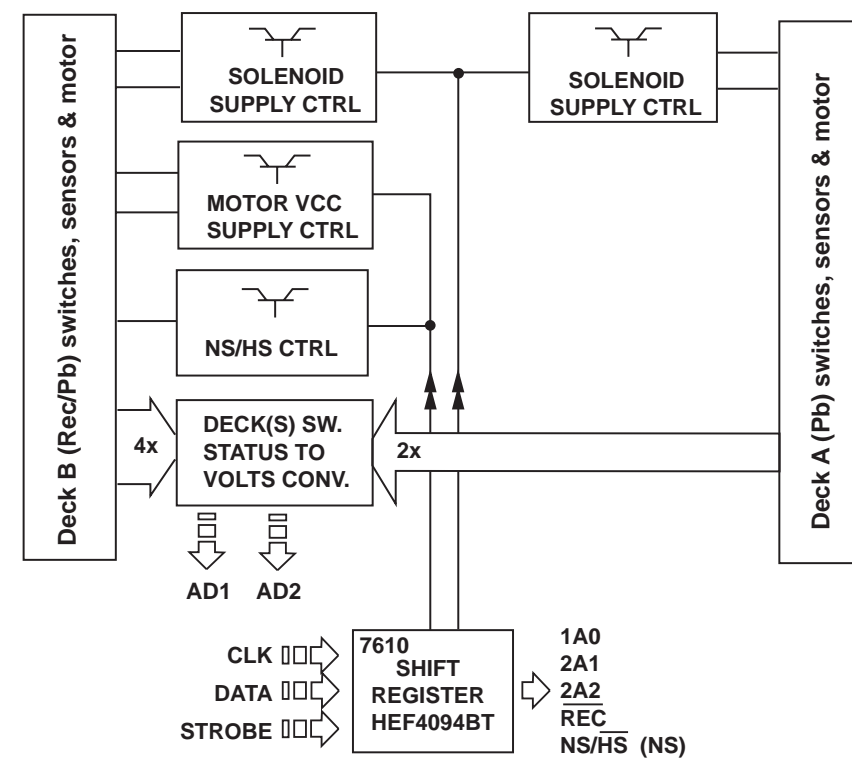 Deck B (Rec/Pb) switches, sensors & motor
SOLENOID
SUPPLY CTRL
SOLENOID
SUPPLY CTRL
MOTOR VCC
SUPPLY CTRL
NS/HS CTRL
4x
DECK(S) SW.
STATUS TO
VOLTS CONV.
2x
Deck A (Pb) switches, sensors & motor
AD1
AD2
CLK
DATA
STROBE
7610
SHIFT
REGISTER
HEF4094BT
1A0
2A1
2A2
REC
NS/HS (NS)